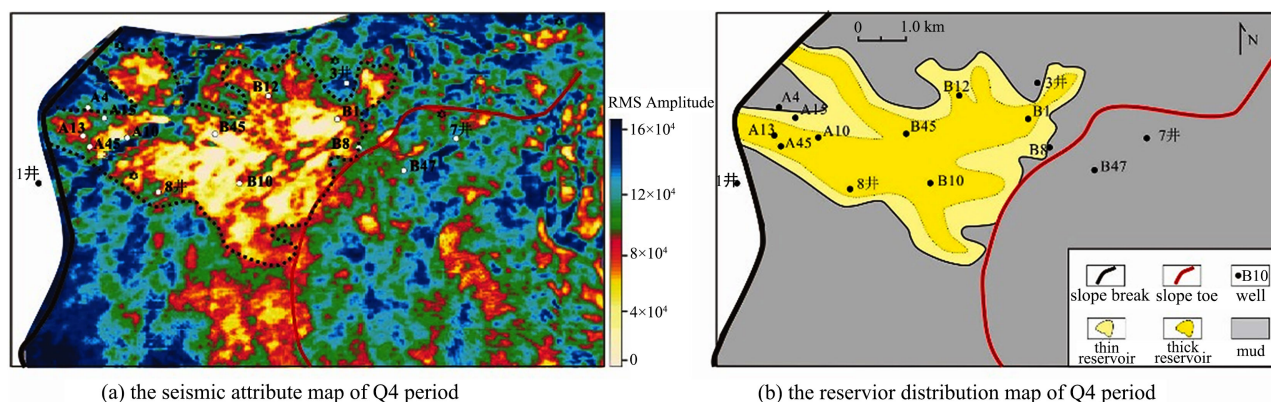 A4
A15
A13
A10
A45
1井
8井
B12
B45
B10
3井
B1
B8
7井
B47
RMS Amplitude
16×10⁴
12×10⁴
8×10⁴
4×10⁴
0
(a) the seismic attribute map of Q4 period
0 1.0 km
N
A4
A15
A13
A10
A45
1井
8井
B12
B45
B10
3井
B1
B8
7井
B47
slope break
slope toe
B10
well
thin
reservoir
thick
reservoir
mud
(b) the reservior distribution map of Q4 period